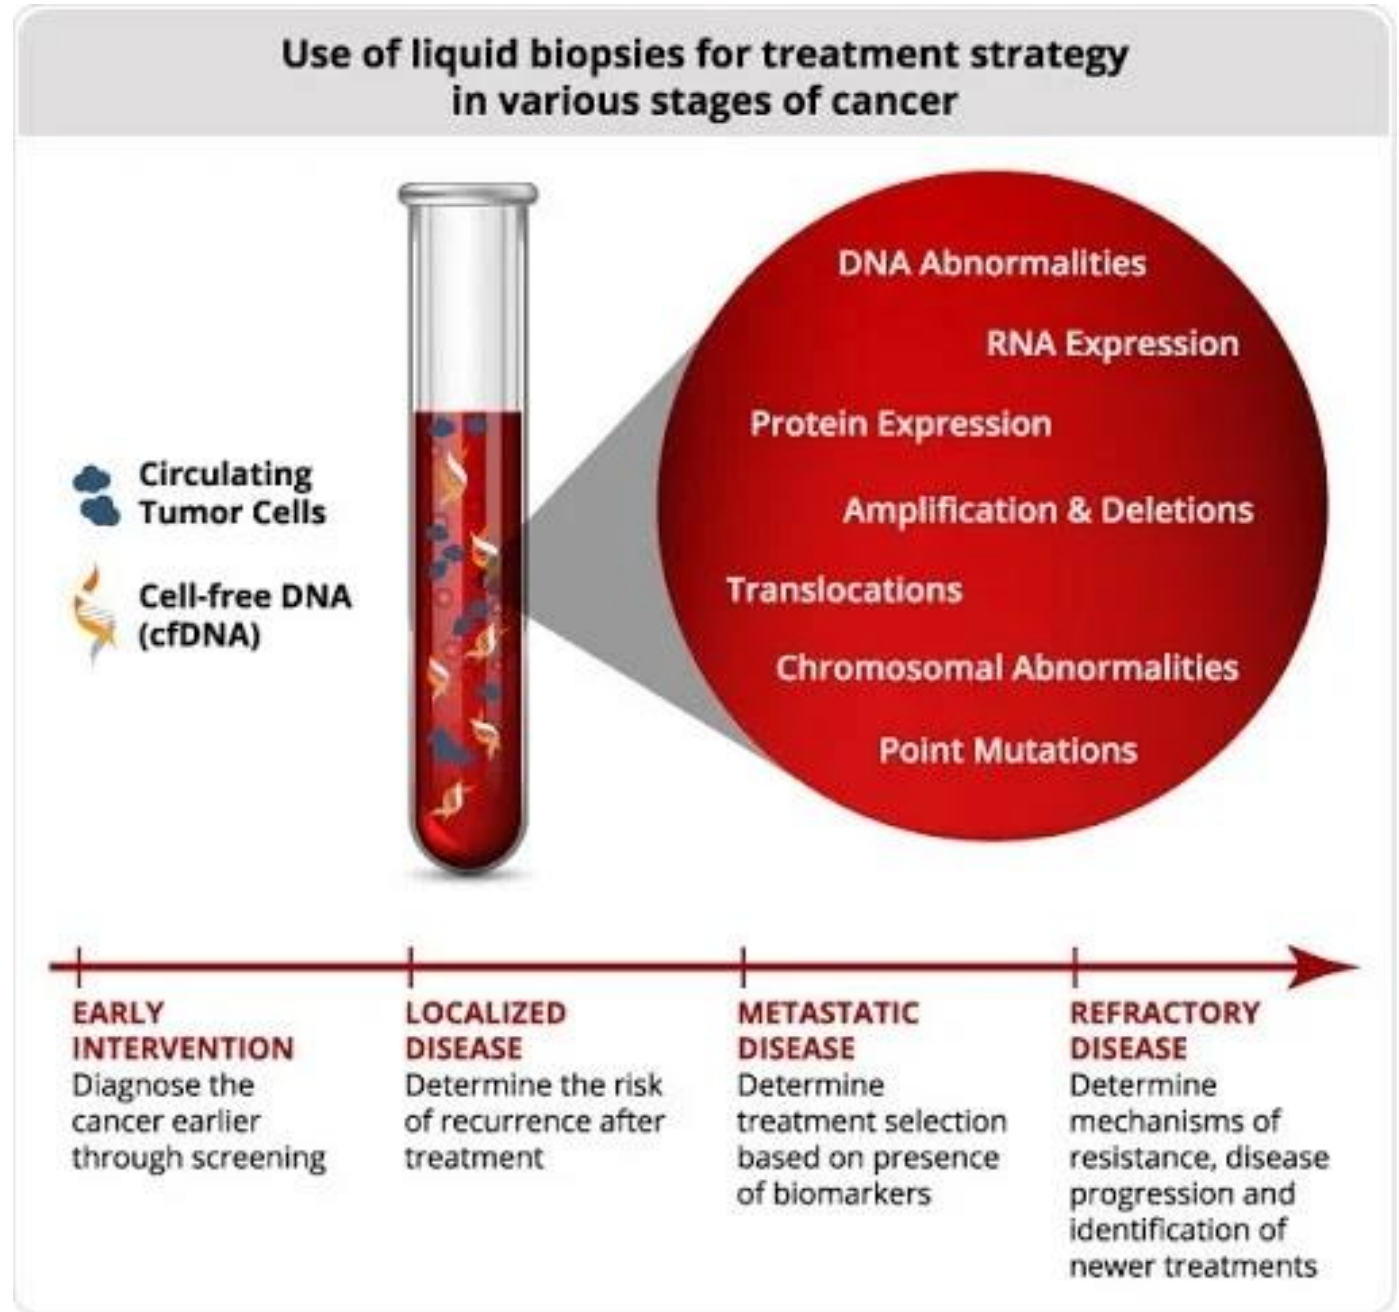 Use of liquid biopsies for treatment strategy
in various stages of cancer
Circulating
Tumor Cells
Cell-free DNA
(cfDNA)
DNA Abnormalities
RNA Expression
Protein Expression
Amplification & Deletions
Translocations
Chromosomal Abnormalities
Point Mutations
EARLY
INTERVENTION
Diagnose the
cancer earlier
through screening
LOCALIZED
DISEASE
Determine the risk
of recurrence after
treatment
METASTATIC
DISEASE
Determine
treatment selection
based on presence
of biomarkers
REFRACTORY
DISEASE
Determine
mechanisms of
resistance, disease
progression and
identification of
newer treatments